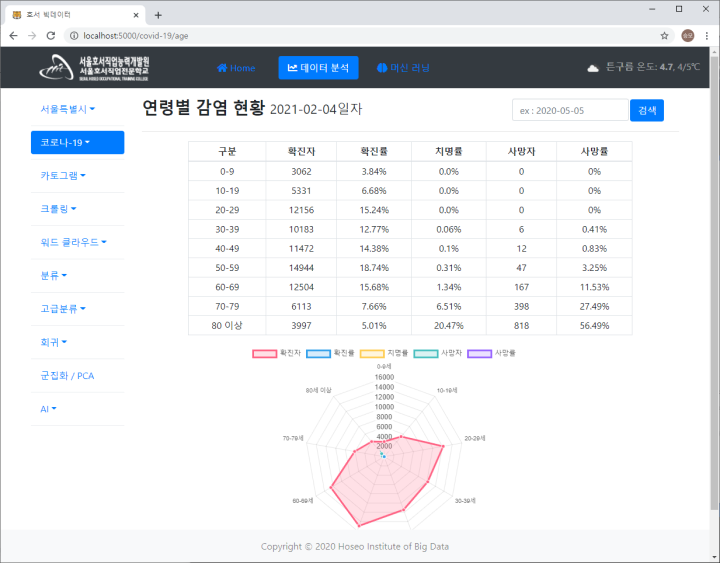 호서 빅데이터
localhost:5000/covid-19/age
서울호서직업능력개발원
서울호서직업전문학교
SEOUL HOSEO OCCUPATIONAL TRAINING COLLEGE
Home
데이터 분석
머신 러닝
튼구름 온도: 4.7, 4/5℃
서울특별시
코로나-19
카토그램
크롤링
워드 클라우드
분류
고급분류
회귀
군집화 / PCA
AI
연령별 감염 현황 2021-02-04일자
ex : 2020-05-05
검색
구분 확진자 확진률 치명률 사망자 사망률
0-9 3062 3.84% 0.0% 0 0%
10-19 5331 6.68% 0.0% 0 0%
20-29 12156 15.24% 0.0% 0 0%
30-39 10183 12.77% 0.06% 6 0.41%
40-49 11472 14.38% 0.1% 12 0.83%
50-59 14944 18.74% 0.31% 47 3.25%
60-69 12504 15.68% 1.34% 167 11.53%
70-79 6113 7.66% 6.51% 398 27.49%
80 이상 3997 5.01% 20.47% 818 56.49%
확진자 확진률 치명률 사망자 사망률
0-9세
16000
14000
12000
10000
8000
6000
4000
2000
80세 이상
10-19세
70-79세
20-29세
60-69세
30-39세
Copyright © 2020 Hoseo Institute of Big Data